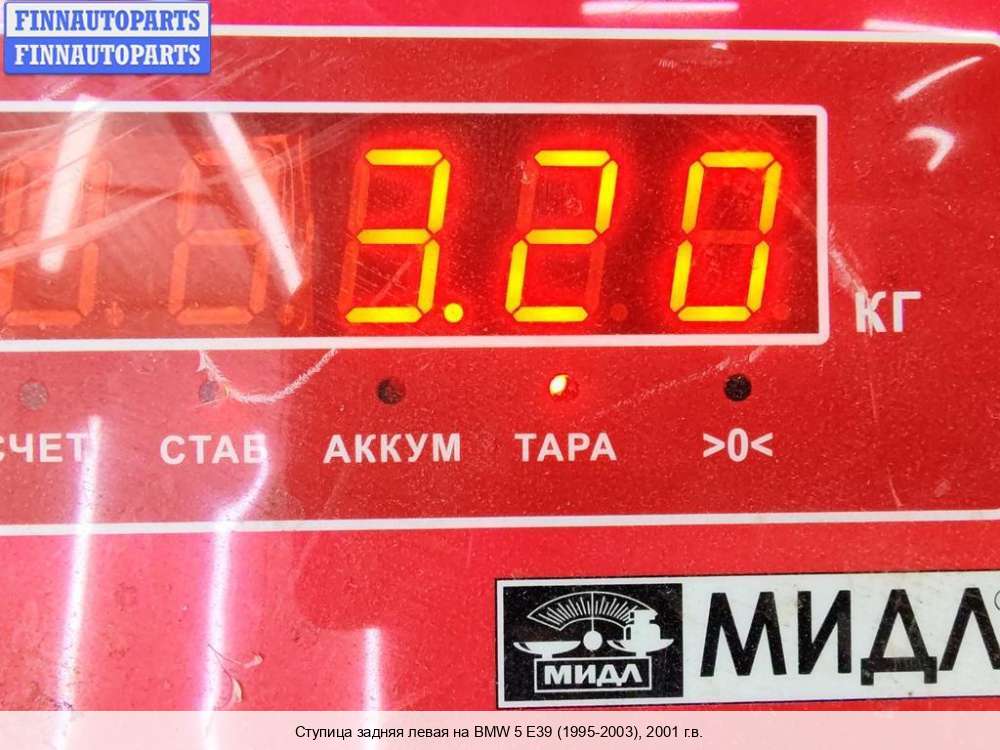 FINNAUTOPARTS
FINNAUTOPARTS
3.20
КГ
СЧЕТ СТАБ АККУМ ТАРА >0<
МИДЛ МИДЛ
Ступица задняя левая на BMW 5 E39 (1995-2003), 2001 г.в.